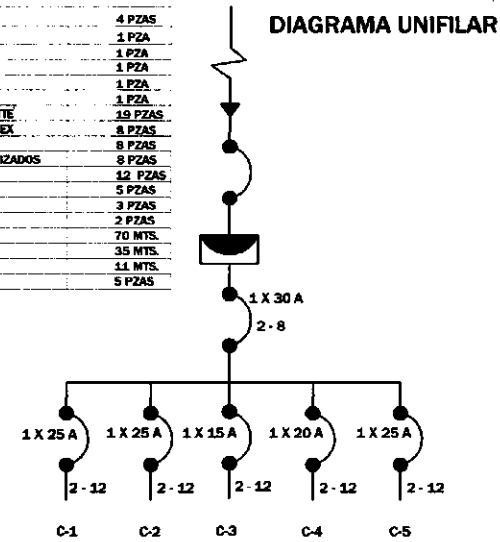 DIAGRAMA UNIFILAR
4 PZAS
1 PZA
1 PZA
1 PZA
1 PZA
1 PZA
19 PZAS
EX 8 PZAS
8 PZAS
IZADOS 8 PZAS
12 PZAS
5 PZAS
3 PZAS
2 PZAS
70 MTS.
35 MTS.
11 MTS.
5 PZAS
1 X 30 A
2 - 8
1 X 25 A 1 X 25 A 1 X 15 A 1 X 20 A 1 X 25 A
2 - 12 2 - 12 2 - 12 2 - 12 2 - 12
C-1 C-2 C-3 C-4 C-5